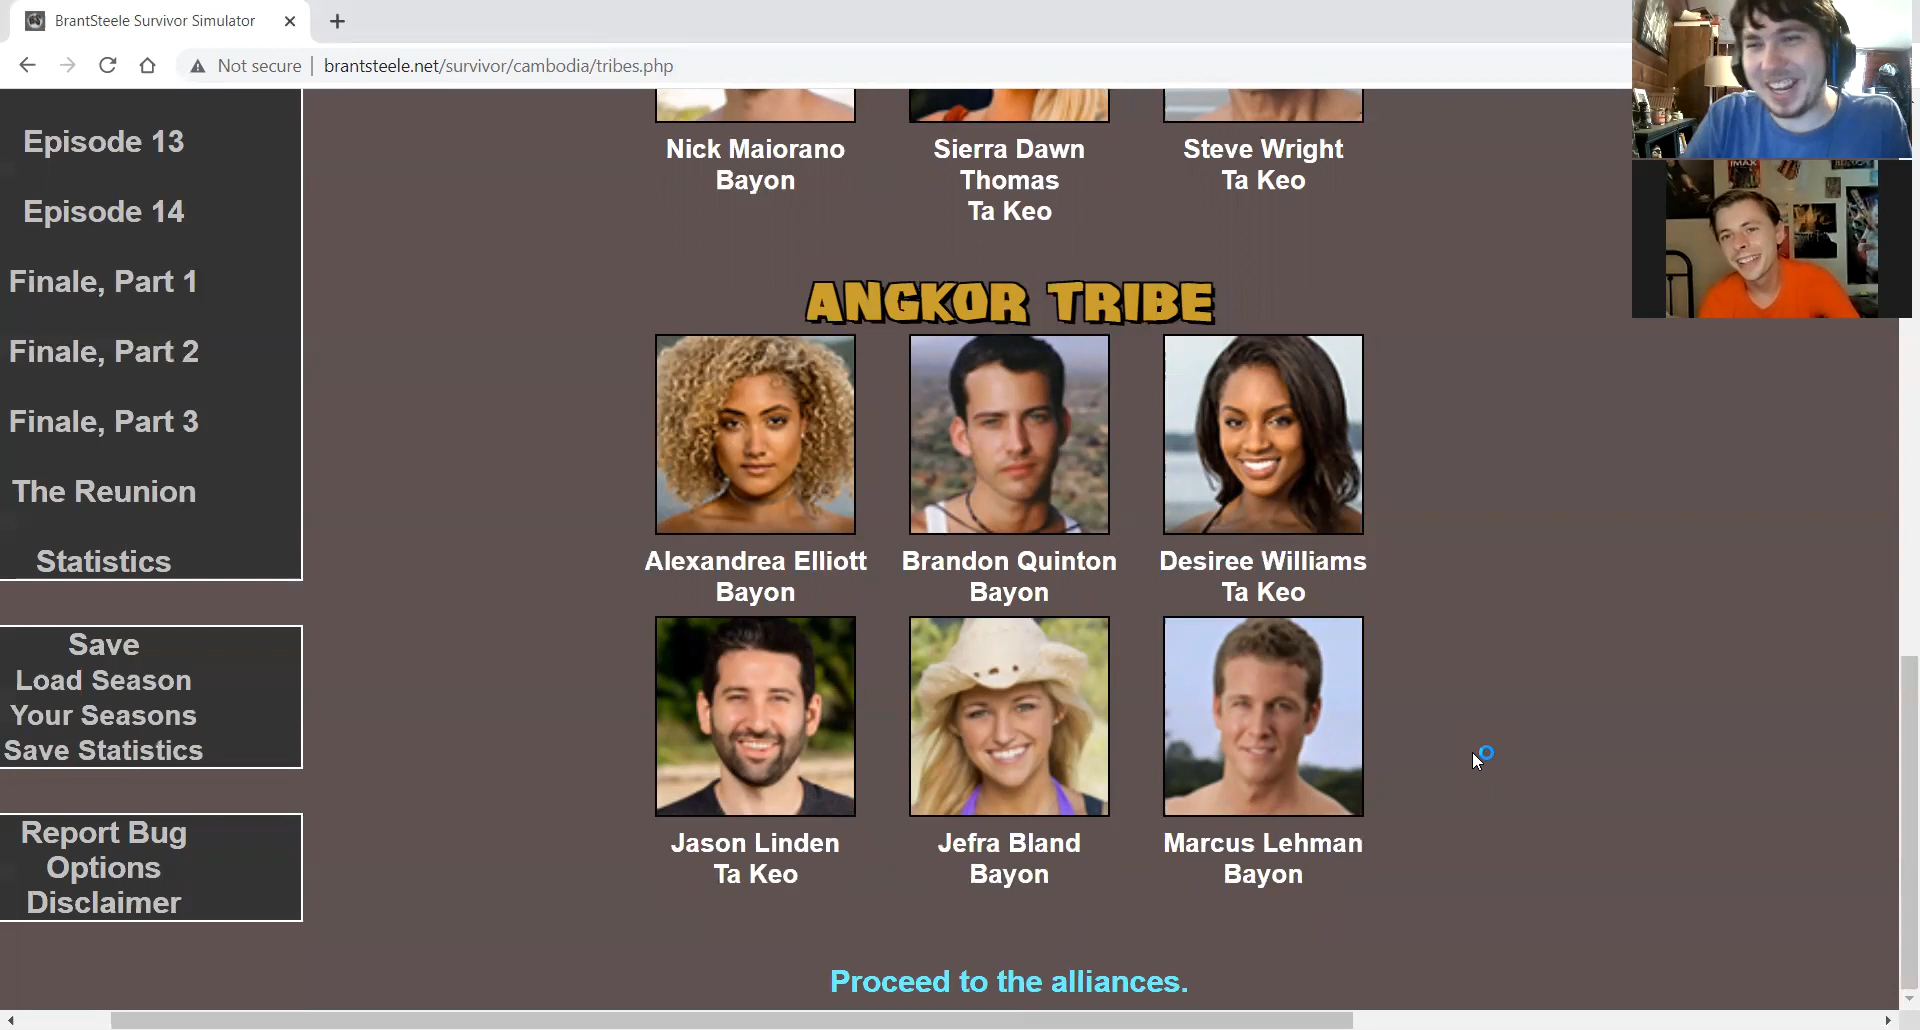 BrantSteele Survivor Simulator
Not secure
brantsteele.net/survivor/cambodia/tribes.php
Episode 13
Episode 14
Finale, Part 1
Finale, Part 2
Finale, Part 3
The Reunion
Statistics
Save
Load Season
Your Seasons
Save Statistics
Report Bug
Options
Disclaimer
Nick Maiorano
Bayon
Sierra Dawn
Thomas
Ta Keo
Steve Wright
Ta Keo
ANGKOR TRIBE
Alexandrea Elliott
Bayon
Brandon Quinton
Bayon
Desiree Williams
Ta Keo
Jason Linden
Ta Keo
Jefra Bland
Bayon
Marcus Lehman
Bayon
Proceed to the alliances.
IMAX